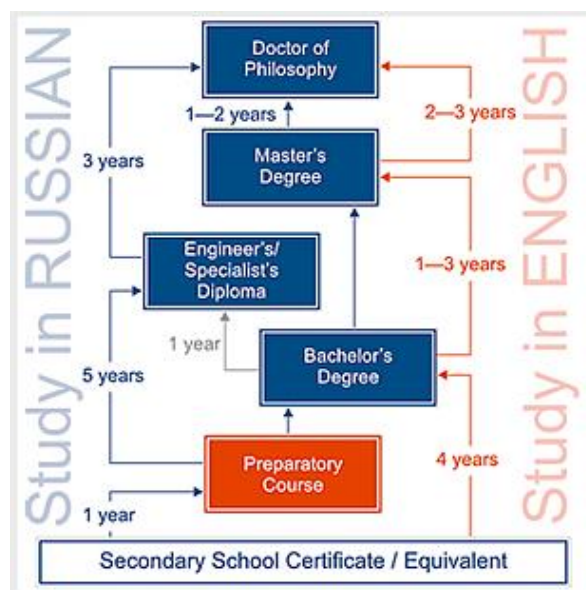 Study in RUSSIAN
Study in ENGLISH
Doctor of
Philosophy
1—2 years
2—3 years
3 years
Master's
Degree
Engineer's/
Specialist's
Diploma
1—3 years
1 year
Bachelor's
Degree
5 years
Preparatory
Course
4 years
1 year
Secondary School Certificate / Equivalent